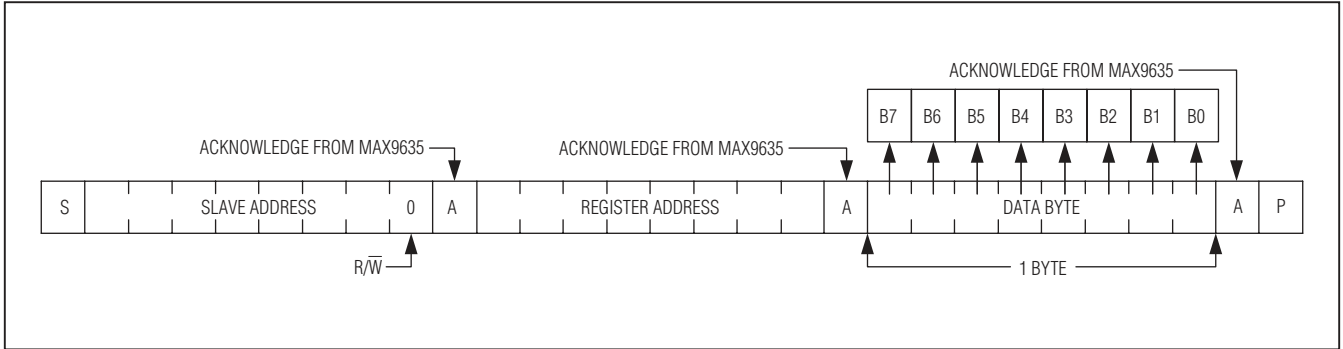 ACKNOWLEDGE FROM MAX9635
B7 B6 B5 B4 B3 B2 B1 B0
ACKNOWLEDGE FROM MAX9635 ACKNOWLEDGE FROM MAX9635
S SLAVE ADDRESS 0 A REGISTER ADDRESS A DATA BYTE A P
R/W̅ 1 BYTE